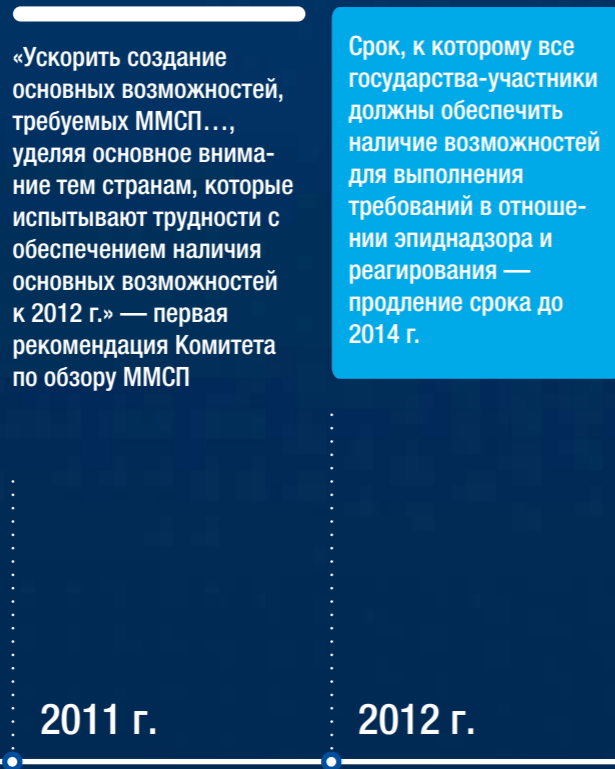 «Ускорить создание
основных возможностей,
требуемых ММСП…,
уделяя основное внима-
ние тем странам, которые
испытывают трудности с
обеспечением наличия
основных возможностей
к 2012 г.» — первая
рекомендация Комитета
по обзору ММСП
Срок, к которому все
государства-участники
должны обеспечить
наличие возможностей
для выполнения
требований в отноше-
нии эпиднадзора и
реагирования —
продление срока до
2014 г.
2011 г.
2012 г.